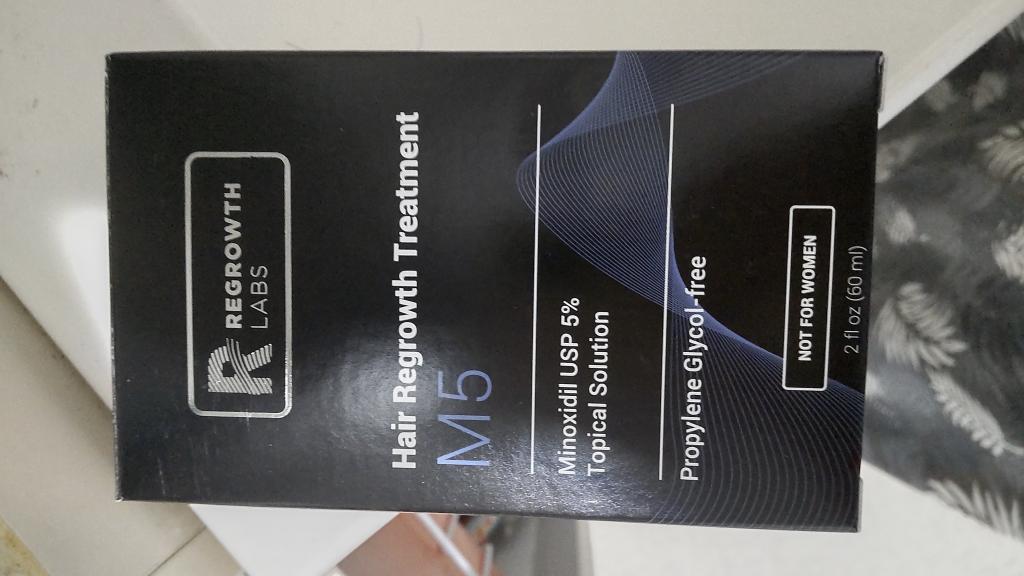 REGROWTH
LABS
Hair Regrowth Treatment
M5
Minoxidil USP 5%
Topical Solution
Propylene Glycol-free
NOT FOR WOMEN
2 fl oz (60 ml)